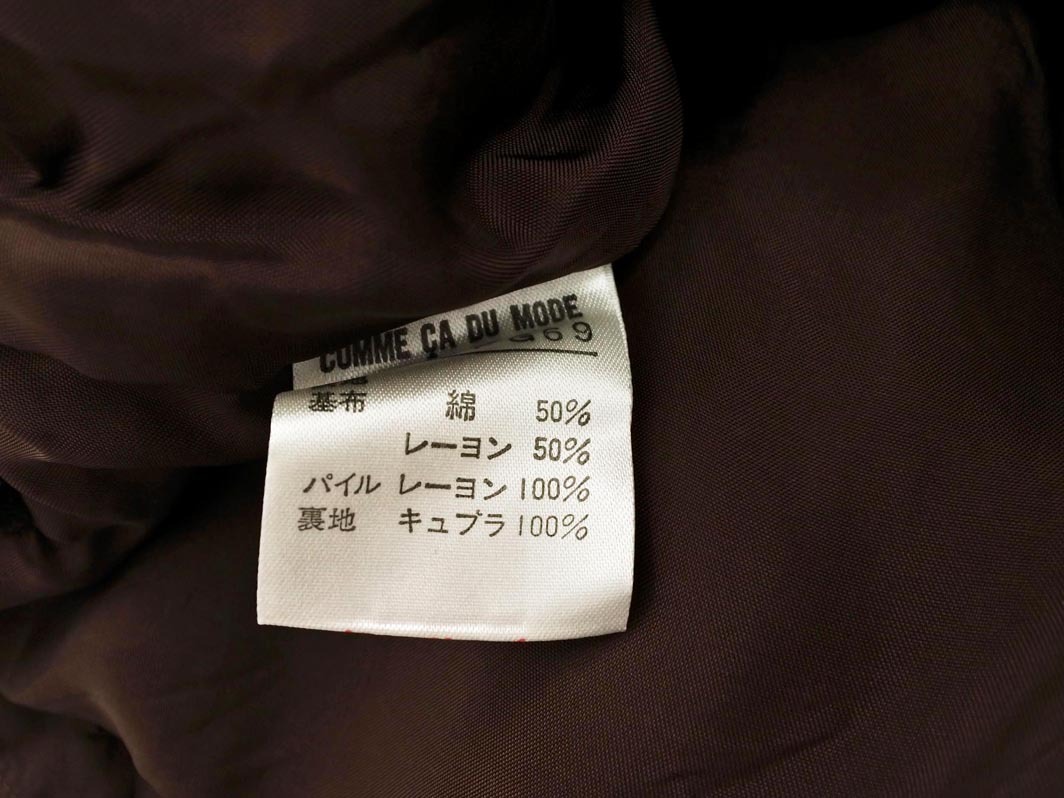 COMME ÇA DU MODE
G69
基布 綿 50%
レーヨン 50%
パイル レーヨン 100%
裏地 キュプラ 100%